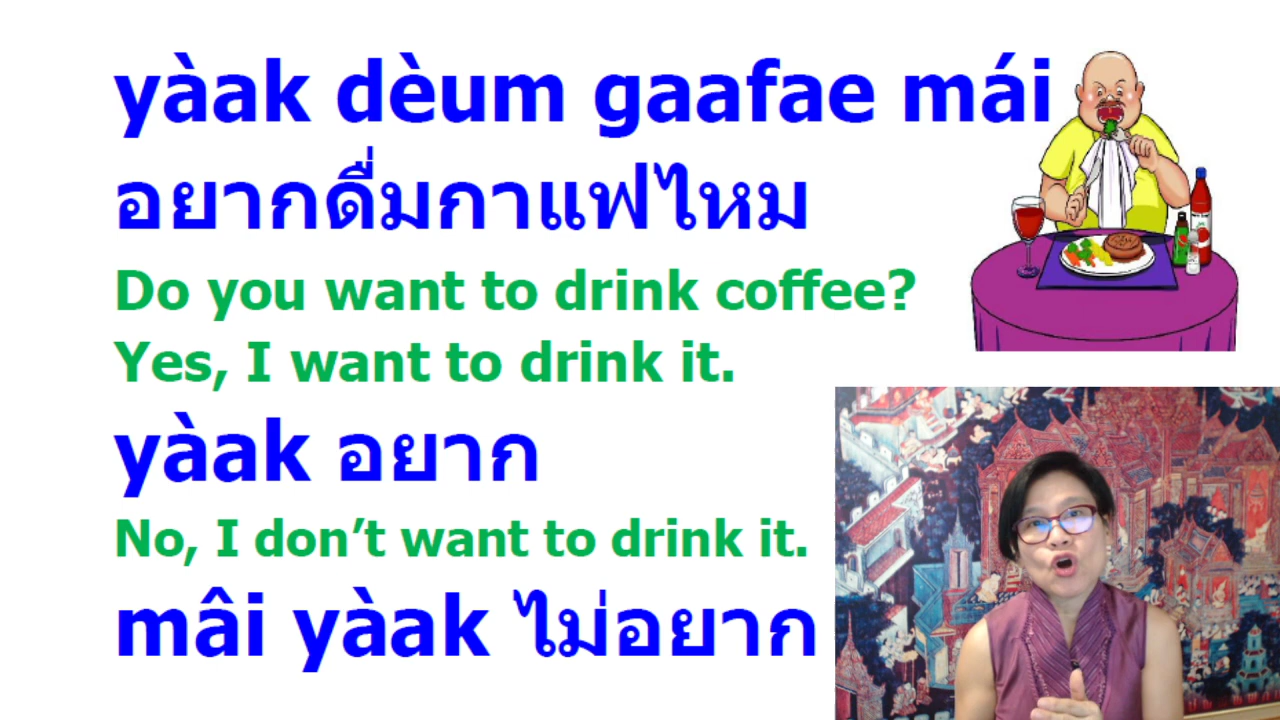 yàak dèum gaafae mái
อยากดื่มกาแฟไหม
Do you want to drink coffee?
Yes, I want to drink it.
yàak อยาก
No, I don’t want to drink it.
mâi yàak ไม่อยาก